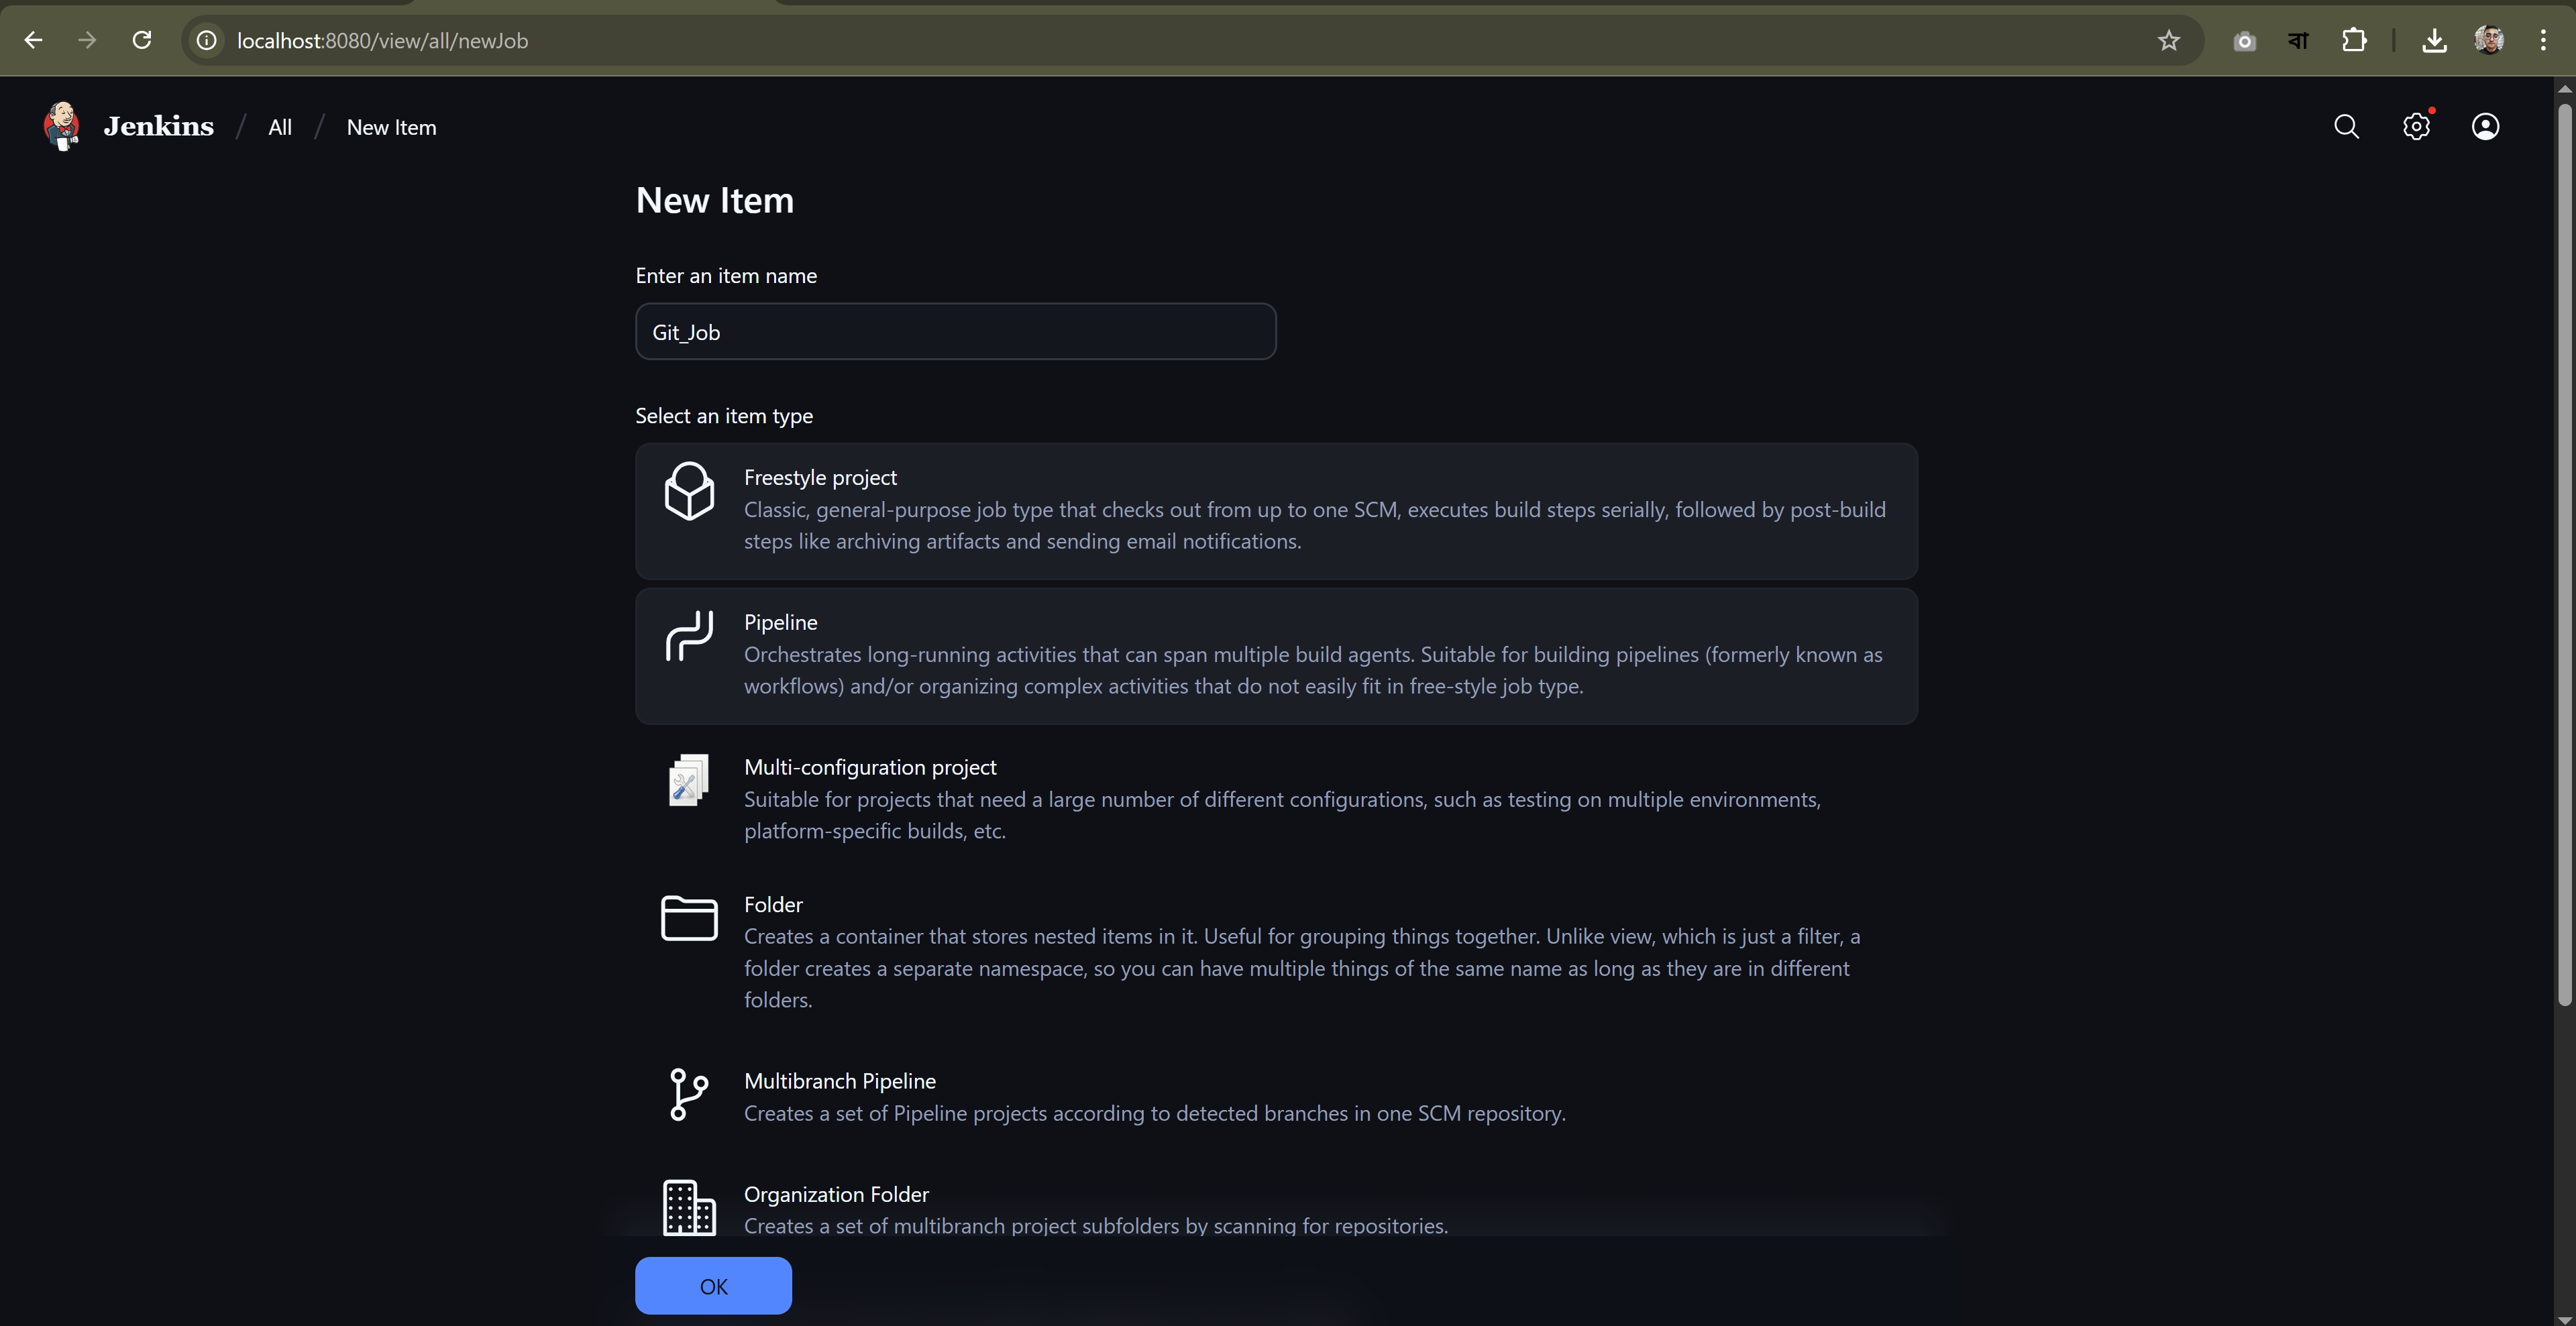 localhost:8080/view/all/newJob
বা
Jenkins / All / New Item
New Item
Enter an item name
Git_Job
Select an item type
Freestyle project
Classic, general-purpose job type that checks out from up to one SCM, executes build steps serially, followed by post-build
steps like archiving artifacts and sending email notifications.
Pipeline
Orchestrates long-running activities that can span multiple build agents. Suitable for building pipelines (formerly known as
workflows) and/or organizing complex activities that do not easily fit in free-style job type.
Multi-configuration project
Suitable for projects that need a large number of different configurations, such as testing on multiple environments,
platform-specific builds, etc.
Folder
Creates a container that stores nested items in it. Useful for grouping things together. Unlike view, which is just a filter, a
folder creates a separate namespace, so you can have multiple things of the same name as long as they are in different
folders.
Multibranch Pipeline
Creates a set of Pipeline projects according to detected branches in one SCM repository.
Organization Folder
Creates a set of multibranch project subfolders by scanning for repositories.
OK